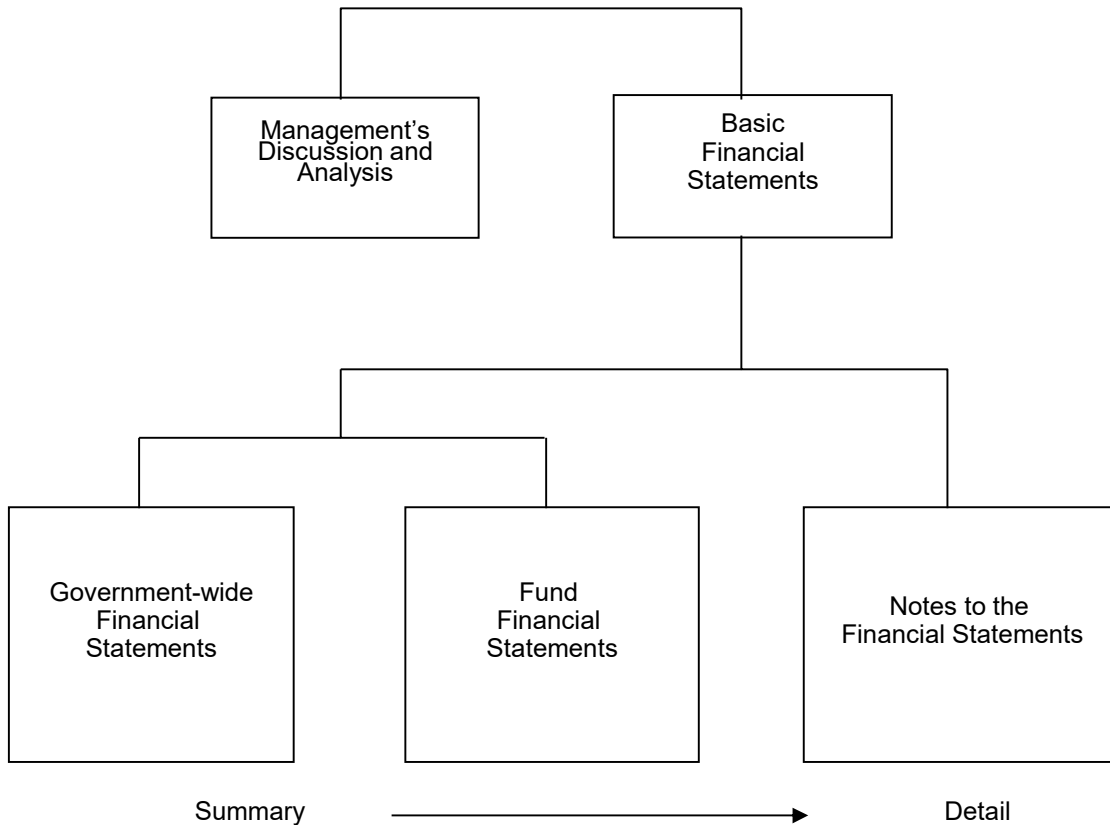 Management’s
Discussion and
Analysis
Basic
Financial
Statements
Government-wide
Financial
Statements
Fund
Financial
Statements
Notes to the
Financial Statements
Summary
Detail